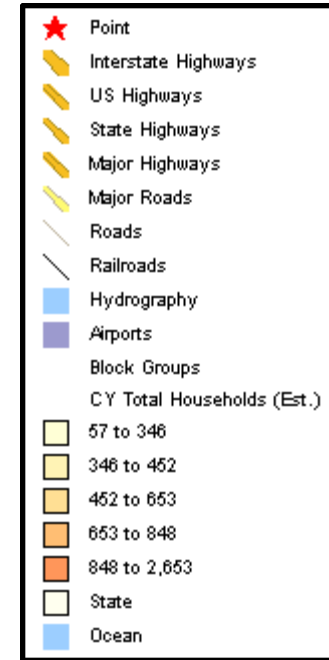 Point
Interstate Highways
US Highways
State Highways
Major Highways
Major Roads
Roads
Railroads
Hydrography
Airports
Block Groups
CY Total Households (Est.)
57 to 346
346 to 452
452 to 653
653 to 848
848 to 2,653
State
Ocean